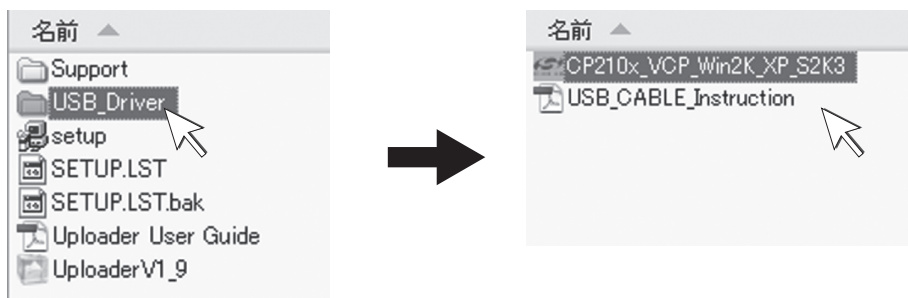 名前
Support
USB_Driver
setup
SETUP.LST
SETUP.LST.bak
Uploader User Guide
UploaderV1_9
名前
CP210x_VCP_Win2K_XP_S2K3
USB_CABLE_Instruction